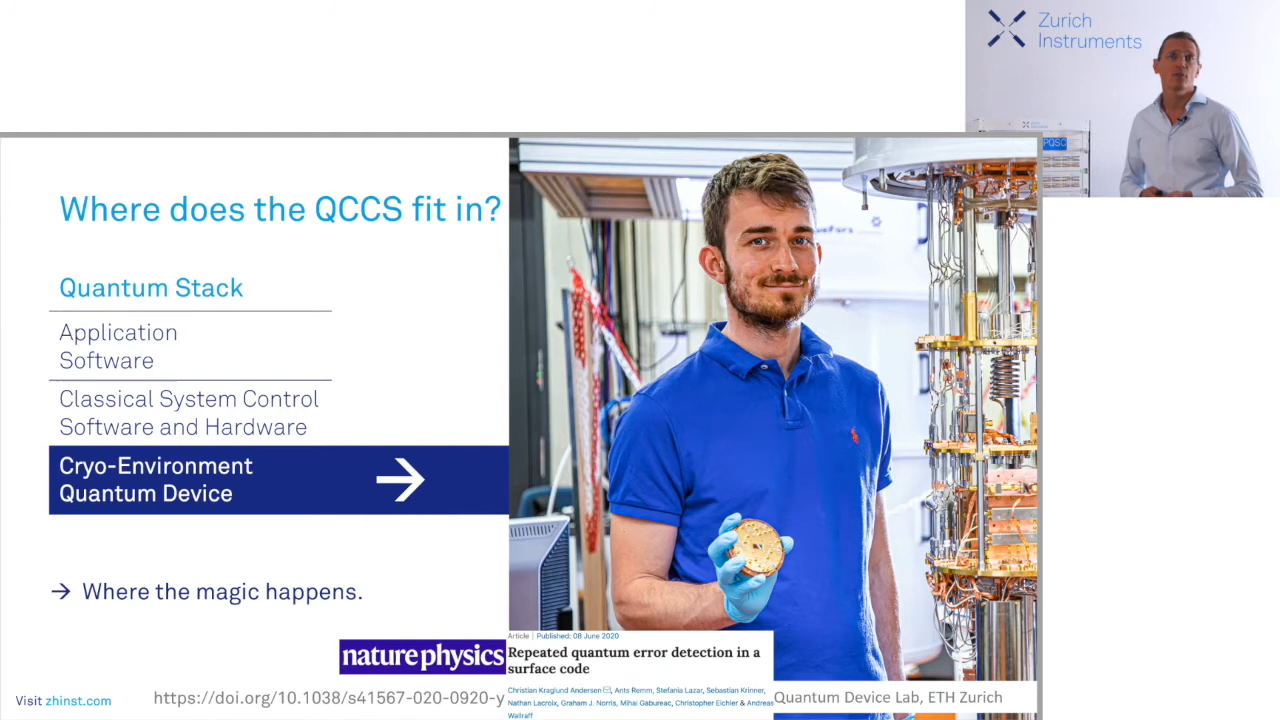 Zurich
Instruments
PQSC
Where does the QCCS fit in?
Quantum Stack
Application
Software
Classical System Control
Software and Hardware
Cryo-Environment
Quantum Device
→ Where the magic happens.
nature physics
Article | Published: 08 June 2020
Repeated quantum error detection in a
surface code
Christian Kraglund Andersen, Ants Remm, Stefania Lazar, Sebastian Krinner,
Nathan Lacroix, Graham J. Norris, Mihai Gabureac, Christopher Eichler & Andreas
Wallraff
Visit zhinst.com
https://doi.org/10.1038/s41567-020-0920-y
Quantum Device Lab, ETH Zurich